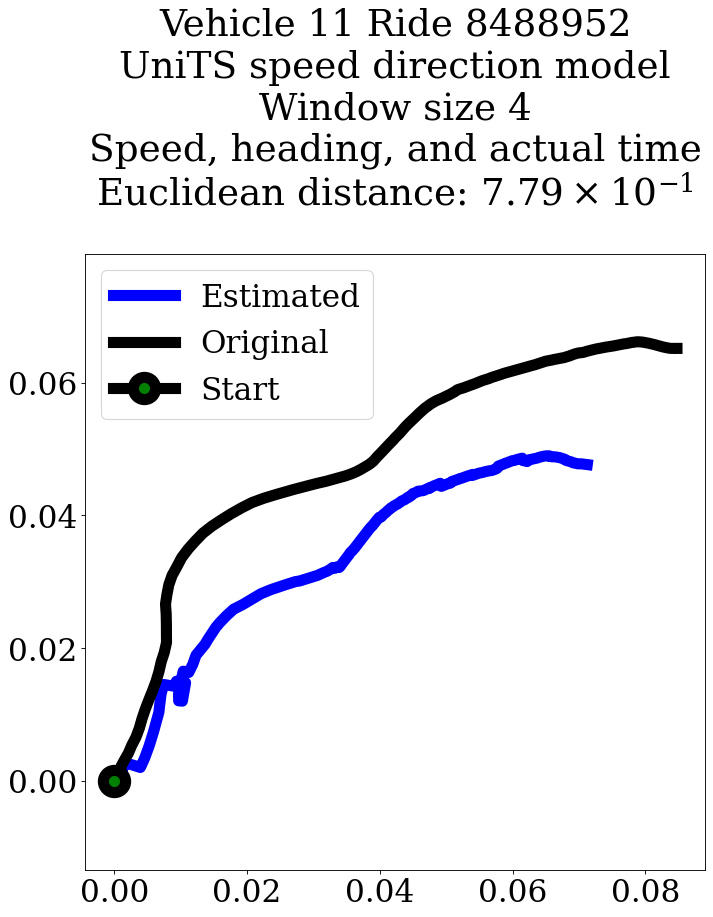 Vehicle 11 Ride 8488952
UniTS speed direction model
Window size 4
Speed, heading, and actual time
Euclidean distance: 7.79 × 10⁻¹
Estimated
Original
Start
0.06
0.04
0.02
0.00
0.00 0.02 0.04 0.06 0.08